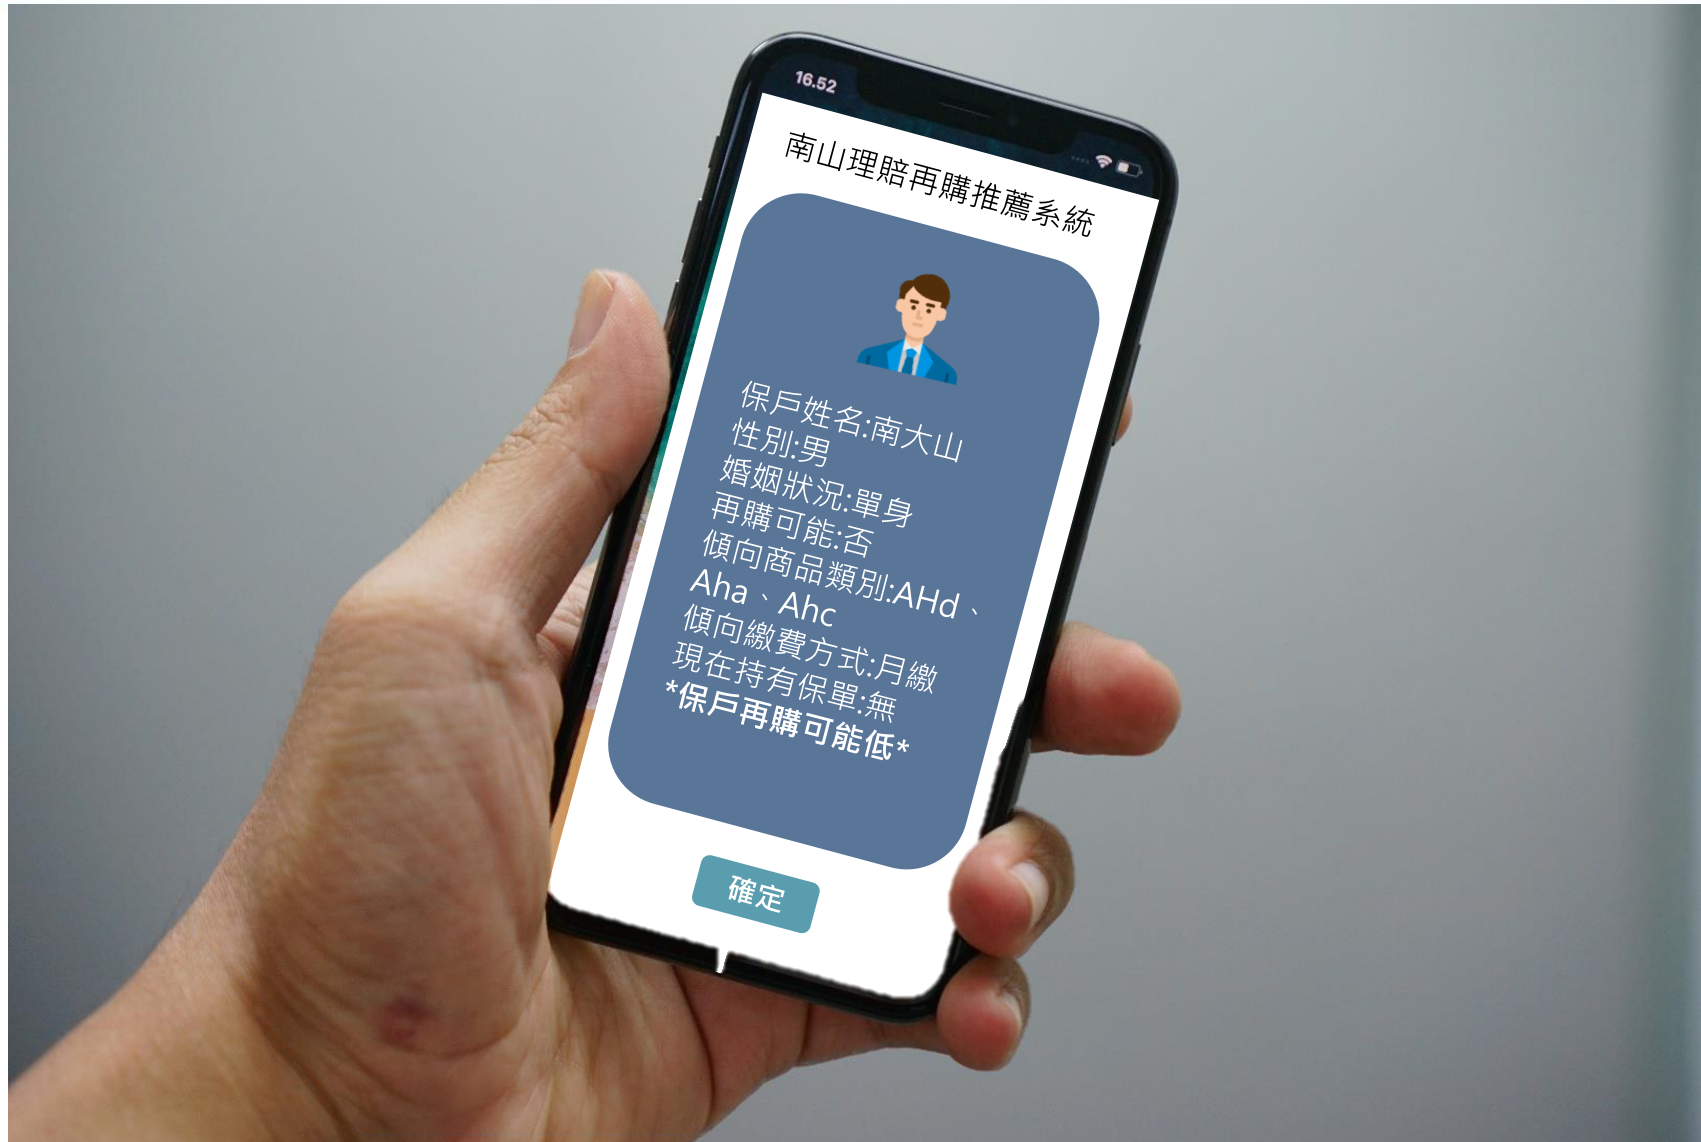 16.52
南山理賠再購推薦系統
保戶姓名:南大山
性別:男
婚姻狀況:單身
再購可能:否
傾向商品類別:AHd、
Aha、Ahc
傾向繳費方式:月繳
現在持有保單:無
*保戶再購可能低*
確定